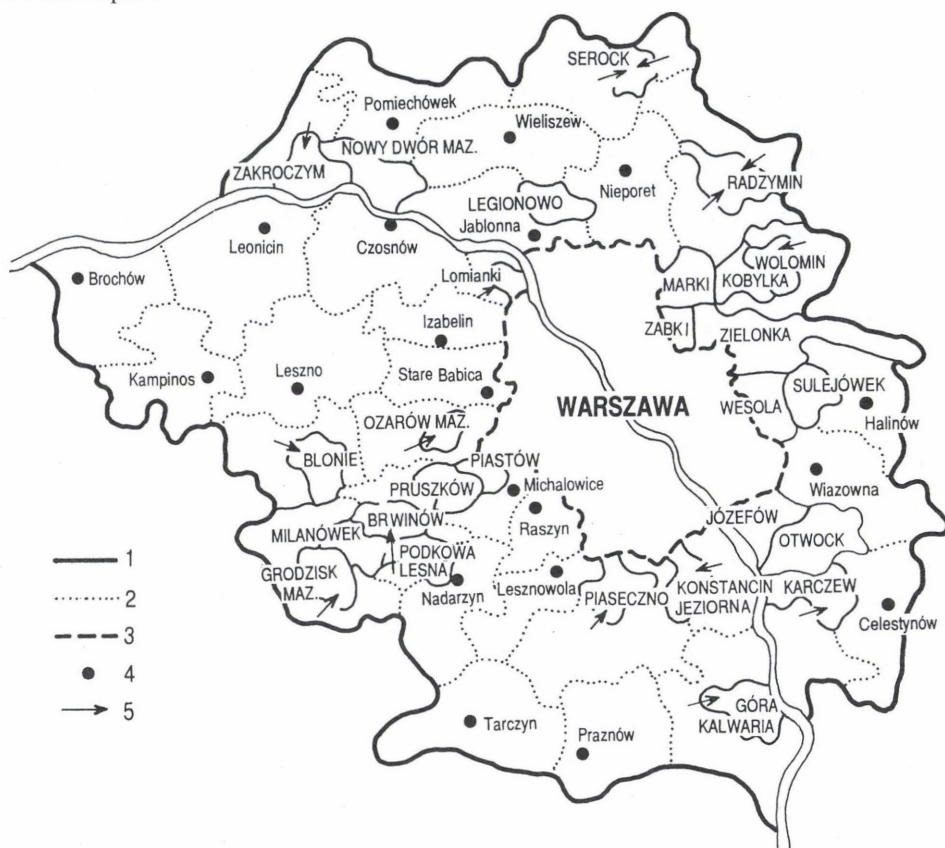 SEROCK
Pomiechówek
Wieliszew
NOWY DWÓR MAZ.
ZAKROCZYM
Nieporet
RADZYMIN
LEGIONOWO
Jablonna
Leonicin
Czosnów
Brochów
Lomianki
MARKI
WOLOMIN
KOBYLKA
Izabelin
ZABKI
ZIELONKA
Kampinos
Leszno
Stare Babica
WARSZAWA
WESOLA
SULEJÓWEK
Halinów
OZARÓW MAZ.
BLONIE
PIASTÓW
PRUSZKÓW
Michalowice
Wiazowna
MILANÓWEK
BRWINÓW
Raszyn
JÓZEFÓW
OTWOCK
GRODZISK
MAZ.
PODKOWA
LESNA
Nadarzyn
Lesznowola
PIASECZNO
KONSTANCIN
JEZIORNA
KARCZEW
Celestynów
GÓRA
KALWARIA
Tarczyn
Praznów
1
2
3
4
5